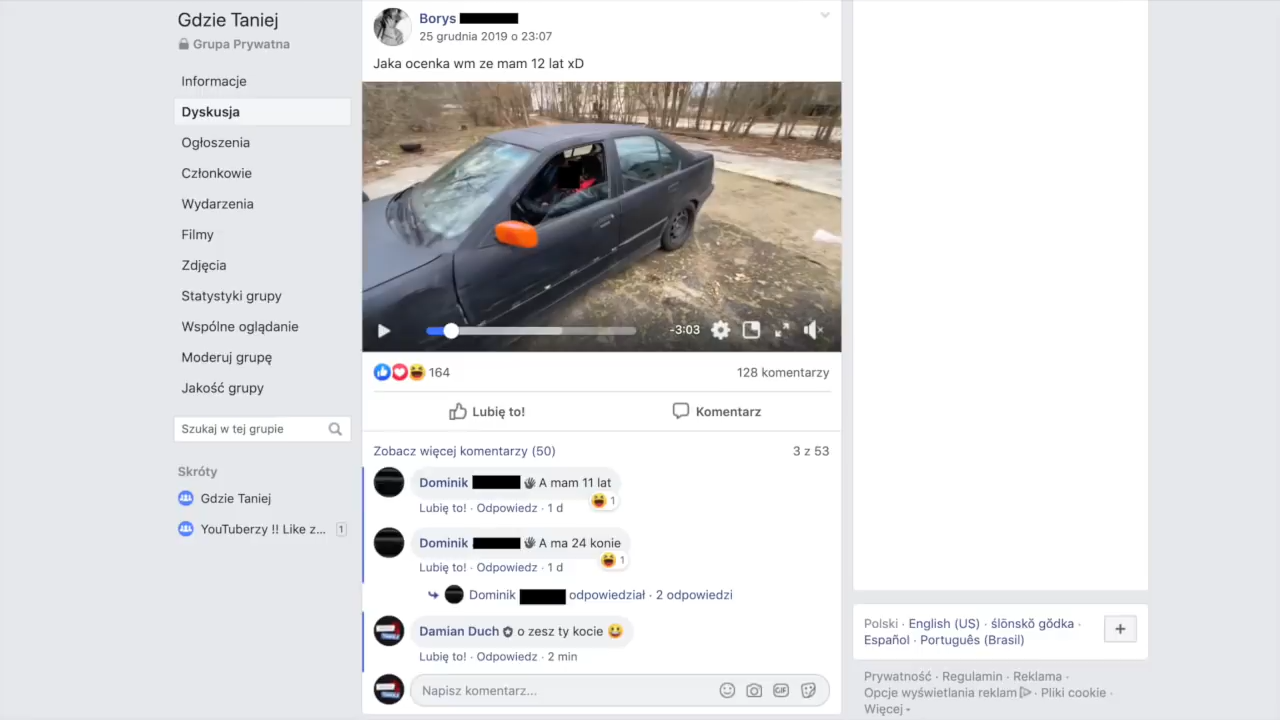 Gdzie Taniej
Grupa Prywatna
Informacje
Dyskusja
Ogłoszenia
Członkowie
Wydarzenia
Filmy
Zdjęcia
Statystyki grupy
Wspólne oglądanie
Moderuj grupę
Jakość grupy
Szukaj w tej grupie
Skróty
Gdzie Taniej
YouTuberzy !! Like z... 1
Borys
25 grudnia 2019 o 23:07
Jaka ocenka wm ze mam 12 lat xD
-3:03
164
128 komentarzy
Lubię to!
Komentarz
Zobacz więcej komentarzy (50)
3 z 53
Dominik A mam 11 lat
1
Lubię to! · Odpowiedz · 1 d
Dominik A ma 24 konie
1
Lubię to! · Odpowiedz · 1 d
Dominik odpowiedział · 2 odpowiedzi
Damian Duch o zesz ty kocie 😃
Lubię to! · Odpowiedz · 2 min
Napisz komentarz...
GIF
Polski · English (US) · ślōnskŏ gŏdka ·
Español · Português (Brasil)
+
Prywatność · Regulamin · Reklama ·
Opcje wyświetlania reklam · Pliki cookie ·
Więcej